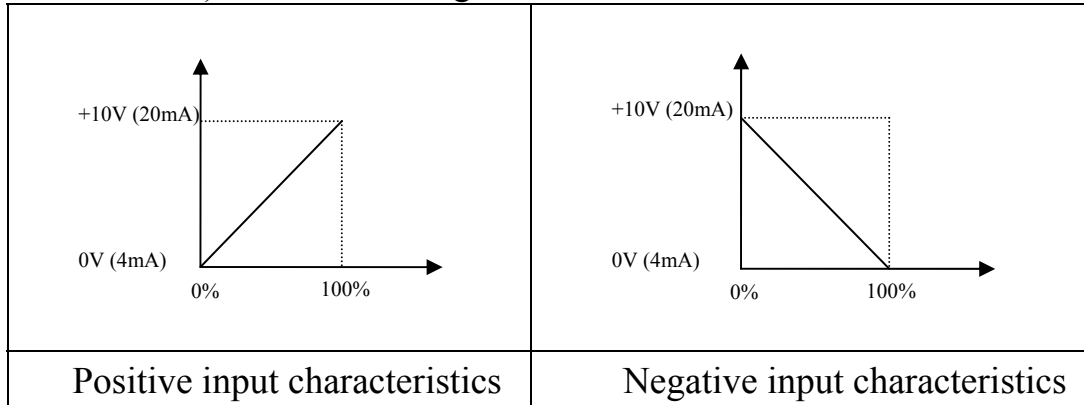 +10V (20mA)
0V (4mA)
0%
100%
+10V (20mA)
0V (4mA)
0%
100%
Positive input characteristics
Negative input characteristics